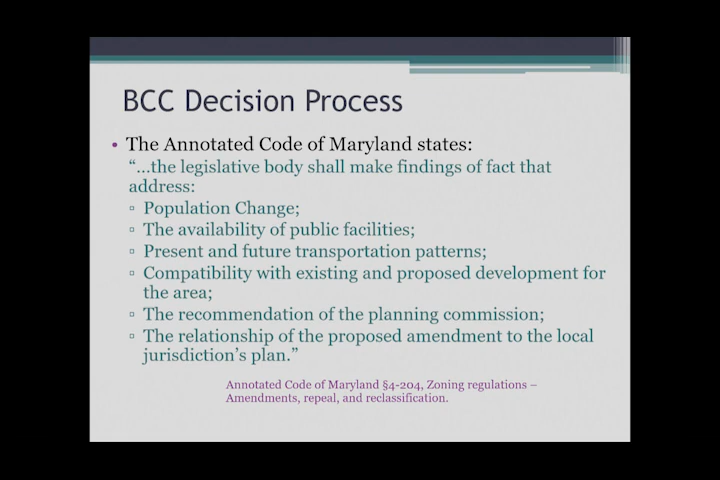 BCC Decision Process
• The Annotated Code of Maryland states:
“…the legislative body shall make findings of fact that
address:
▫ Population Change;
▫ The availability of public facilities;
▫ Present and future transportation patterns;
▫ Compatibility with existing and proposed development for
the area;
▫ The recommendation of the planning commission;
▫ The relationship of the proposed amendment to the local
jurisdiction’s plan.”
Annotated Code of Maryland §4-204, Zoning regulations –
Amendments, repeal, and reclassification.